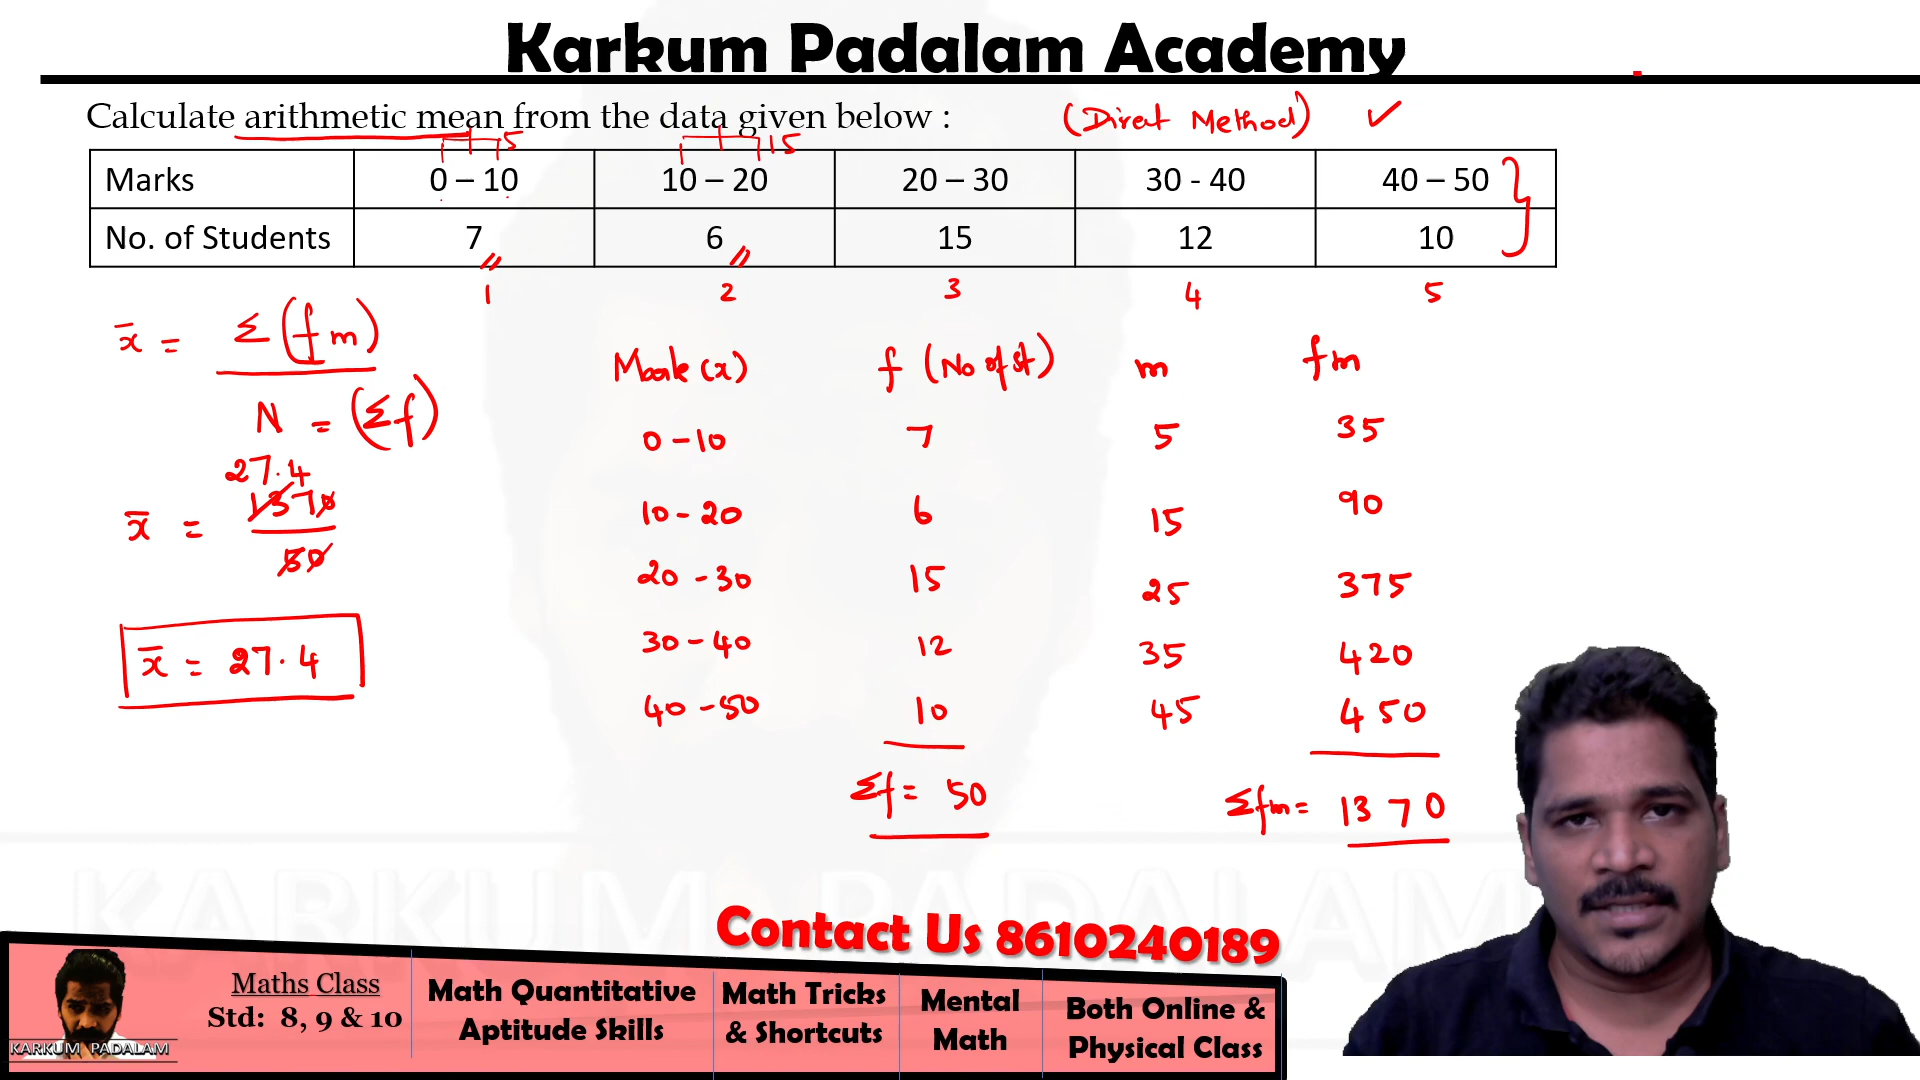 Karkum Padalam Academy
Calculate arithmetic mean from the data given below : (Direct Method) ✓
5 15
Marks 0 – 10 10 – 20 20 – 30 30 - 40 40 – 50
No. of Students 7 6 15 12 10
1 2 3 4 5
x̄ = Σ(fm)
N = (Σf)
27.4
x̄ = 1370
50
x̄ = 27.4
Mark (x) f (No of st) m fm
0 - 10 7 5 35
10 - 20 6 15 90
20 - 30 15 25 375
30 - 40 12 35 420
40 - 50 10 45 450
Σf = 50 Σfm = 1370
KARKUM PADALAM
Contact Us 8610240189
KARKUM PADALAM
Maths Class
Std: 8, 9 & 10
Math Quantitative
Aptitude Skills
Math Tricks
& Shortcuts
Mental
Math
Both Online &
Physical Class